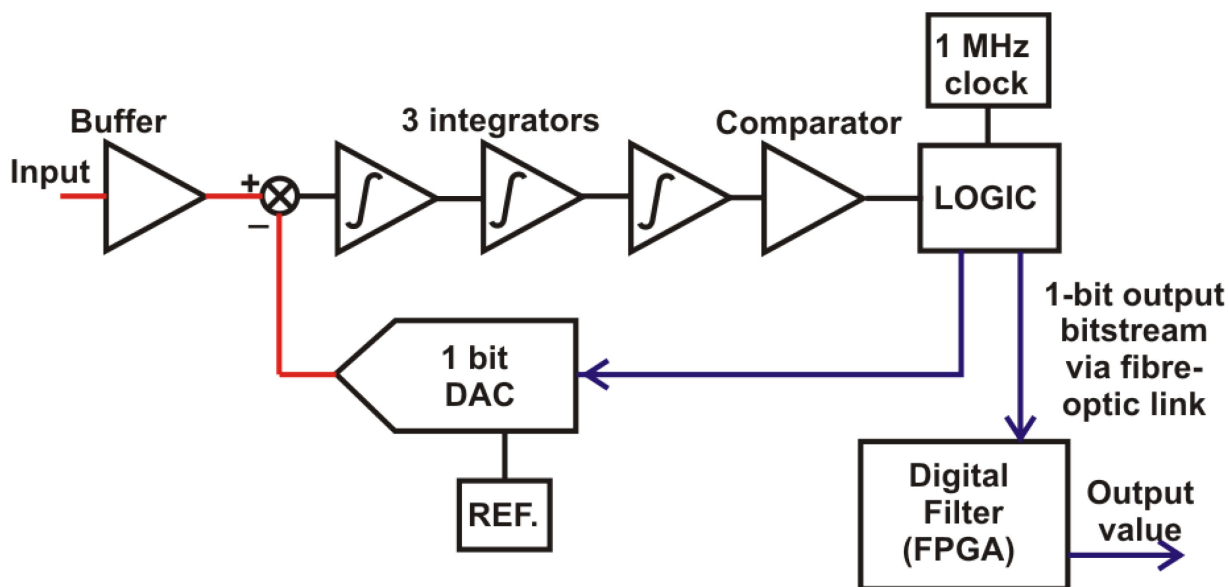 1 MHz
clock
Buffer
3 integrators
Comparator
Input
+
–
LOGIC
1-bit output
bitstream
via fibre-
optic link
1 bit
DAC
REF.
Digital
Filter
(FPGA)
Output
value